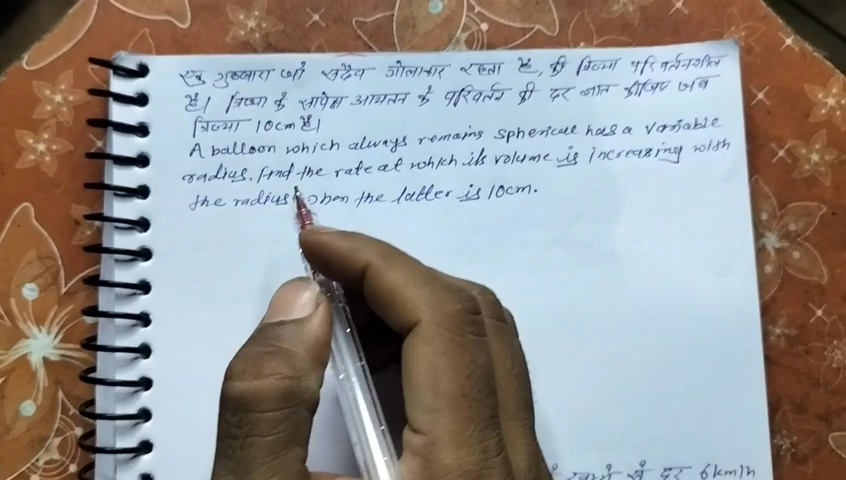 एक गुब्बारा जो सदैव गोलाकार रहता है, की त्रिज्या परिवर्तनशील
है। त्रिज्या के सापेक्ष आयतन के परिवर्तन की दर ज्ञात कीजिए जब
त्रिज्या 10cm है।
A balloon which always remains spherical has a variable
radius. Find the rate at which its volume is increasing with
the radius when the latter is 10cm.
से दर 6km/h